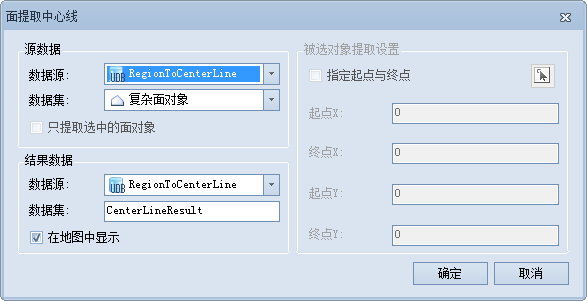 面提取中心线
源数据
数据源:
UDB
RegionToCenterLine
数据集:
复杂面对象
只提取选中的面对象
结果数据
数据源:
UDB
RegionToCenterLine
数据集:
CenterLineResult
在地图中显示
被选对象提取设置
指定起点与终点
起点X:
0
终点X:
0
起点Y:
0
终点Y:
0
确定
取消